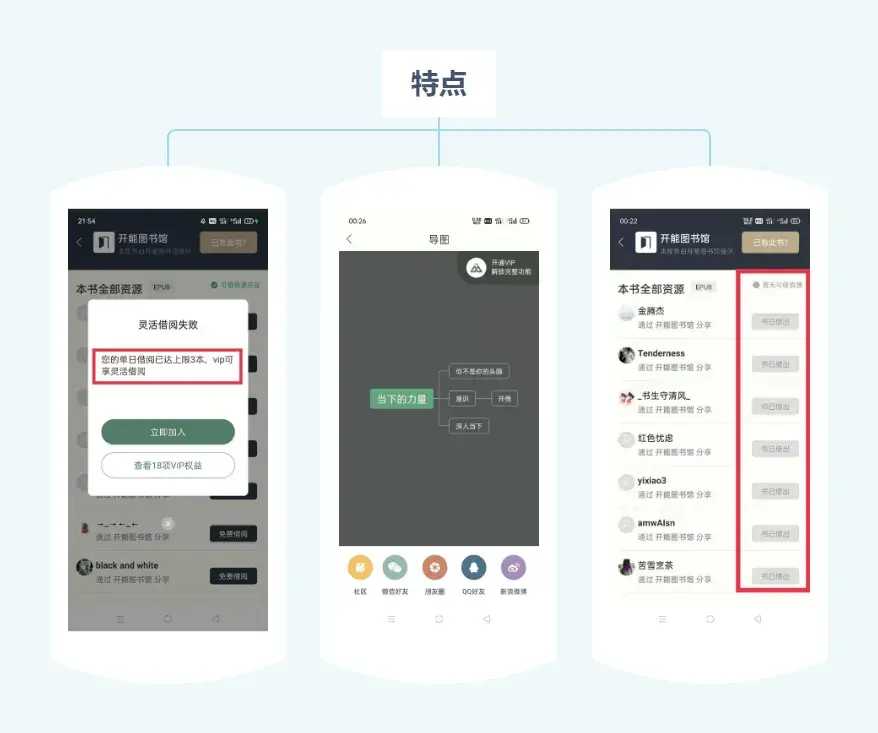 特点
21:54
开能图书馆
已有此书?
本书全部资源
EPUB
灵活借阅失败
您的单日借阅已达上限3本，vip可
享灵活借阅
立即加入
查看18项VIP权益
→_→ ←_←
通过 开能图书馆 分享
免费借阅
black and white
通过 开能图书馆 分享
免费借阅
00:26
导图
开通VIP
解锁完整功能
当下的力量
你不是你的头脑
意识
开悟
深入当下
社区
微信好友
朋友圈
QQ好友
新浪微博
00:22
开能图书馆
已有此书?
本书全部资源
EPUB
暂无可借资源
金腾杰
通过 开能图书馆 分享
书已借出
Tenderness
通过 开能图书馆 分享
书已借出
_书生守清风_
通过 开能图书馆 分享
书已借出
红色忧虑
通过 开能图书馆 分享
书已借出
yixiao3
通过 开能图书馆 分享
书已借出
amwAlsn
通过 开能图书馆 分享
书已借出
苦雪烹茶
通过 开能图书馆 分享
书已借出